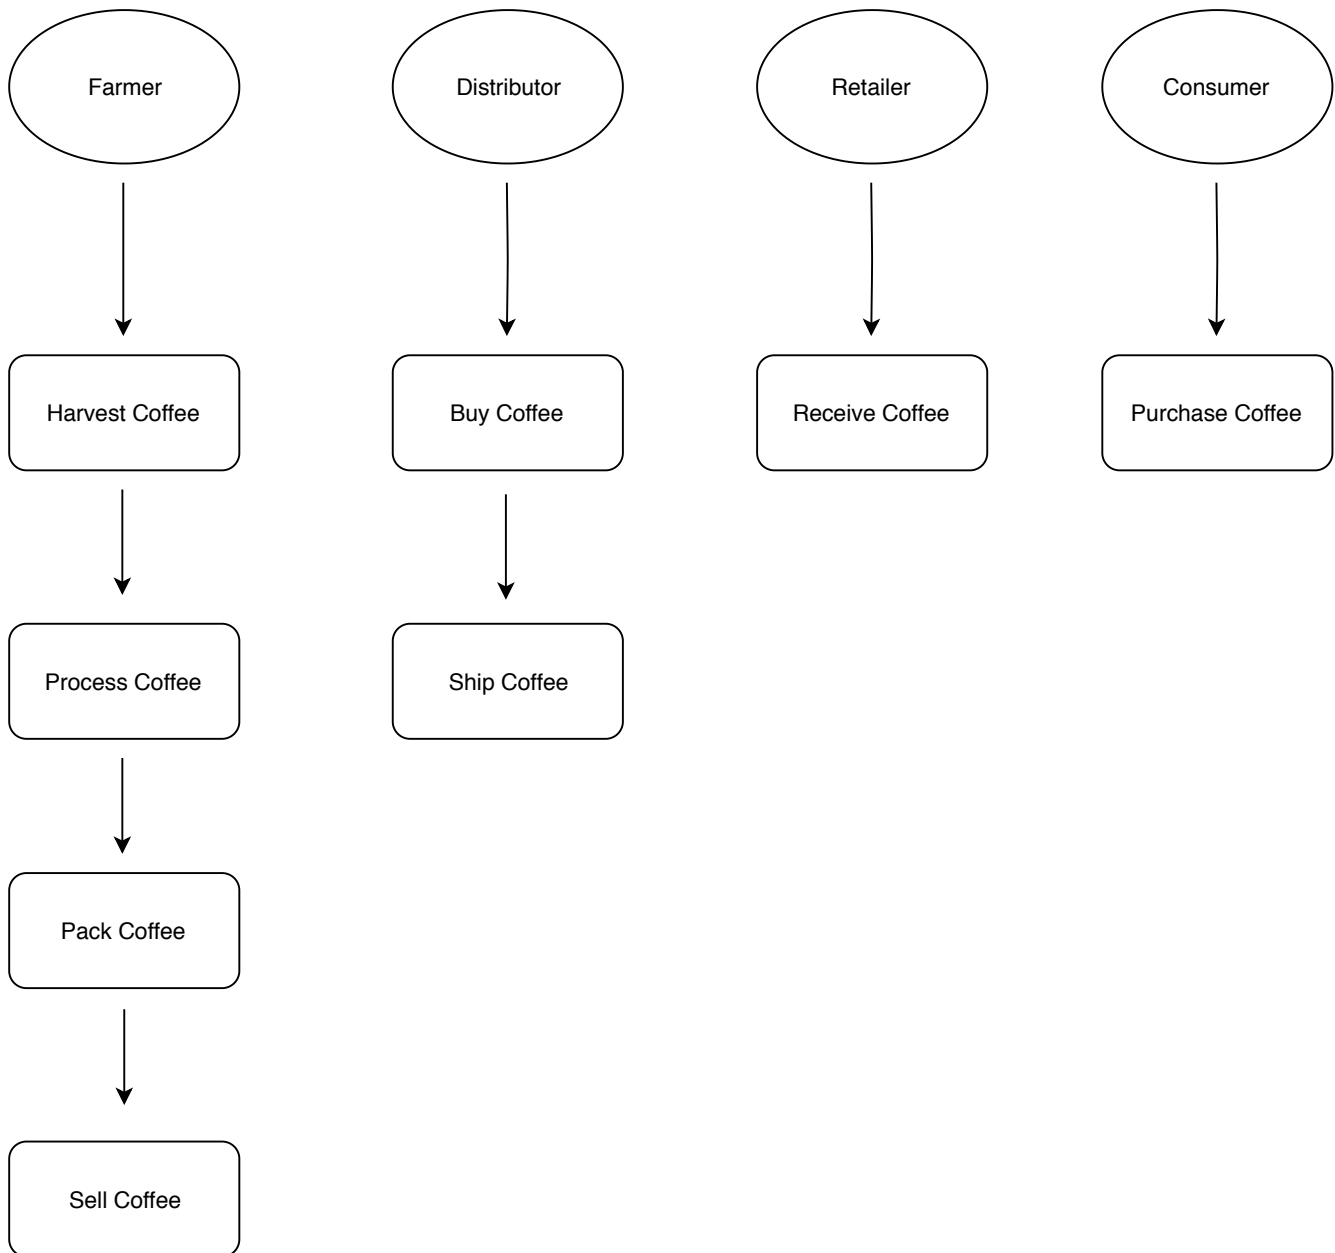 Farmer
Distributor
Retailer
Consumer
Harvest Coffee
Buy Coffee
Receive Coffee
Purchase Coffee
Process Coffee
Ship Coffee
Pack Coffee
Sell Coffee